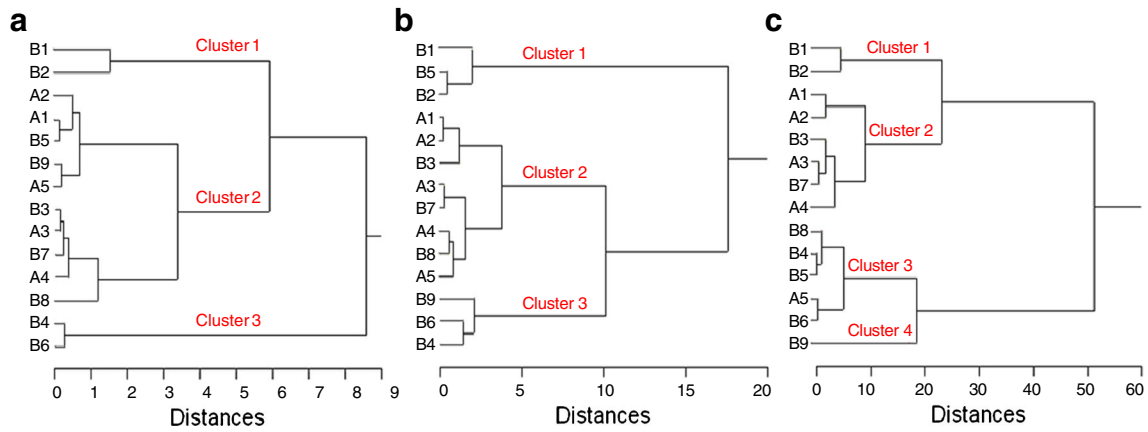 a
B1
B2
A2
A1
B5
B9
A5
B3
A3
B7
A4
B8
B4
B6
Cluster 1
Cluster 2
Cluster 3
0 1 2 3 4 5 6 7 8 9
Distances
b
B1
B5
B2
A1
A2
B3
A3
B7
A4
B8
A5
B9
B6
B4
Cluster 1
Cluster 2
Cluster 3
0 5 10 15 20
Distances
c
B1
B2
A1
A2
B3
A3
B7
A4
B8
B4
B5
A5
B6
B9
Cluster 1
Cluster 2
Cluster 3
Cluster 4
0 10 20 30 40 50 60
Distances